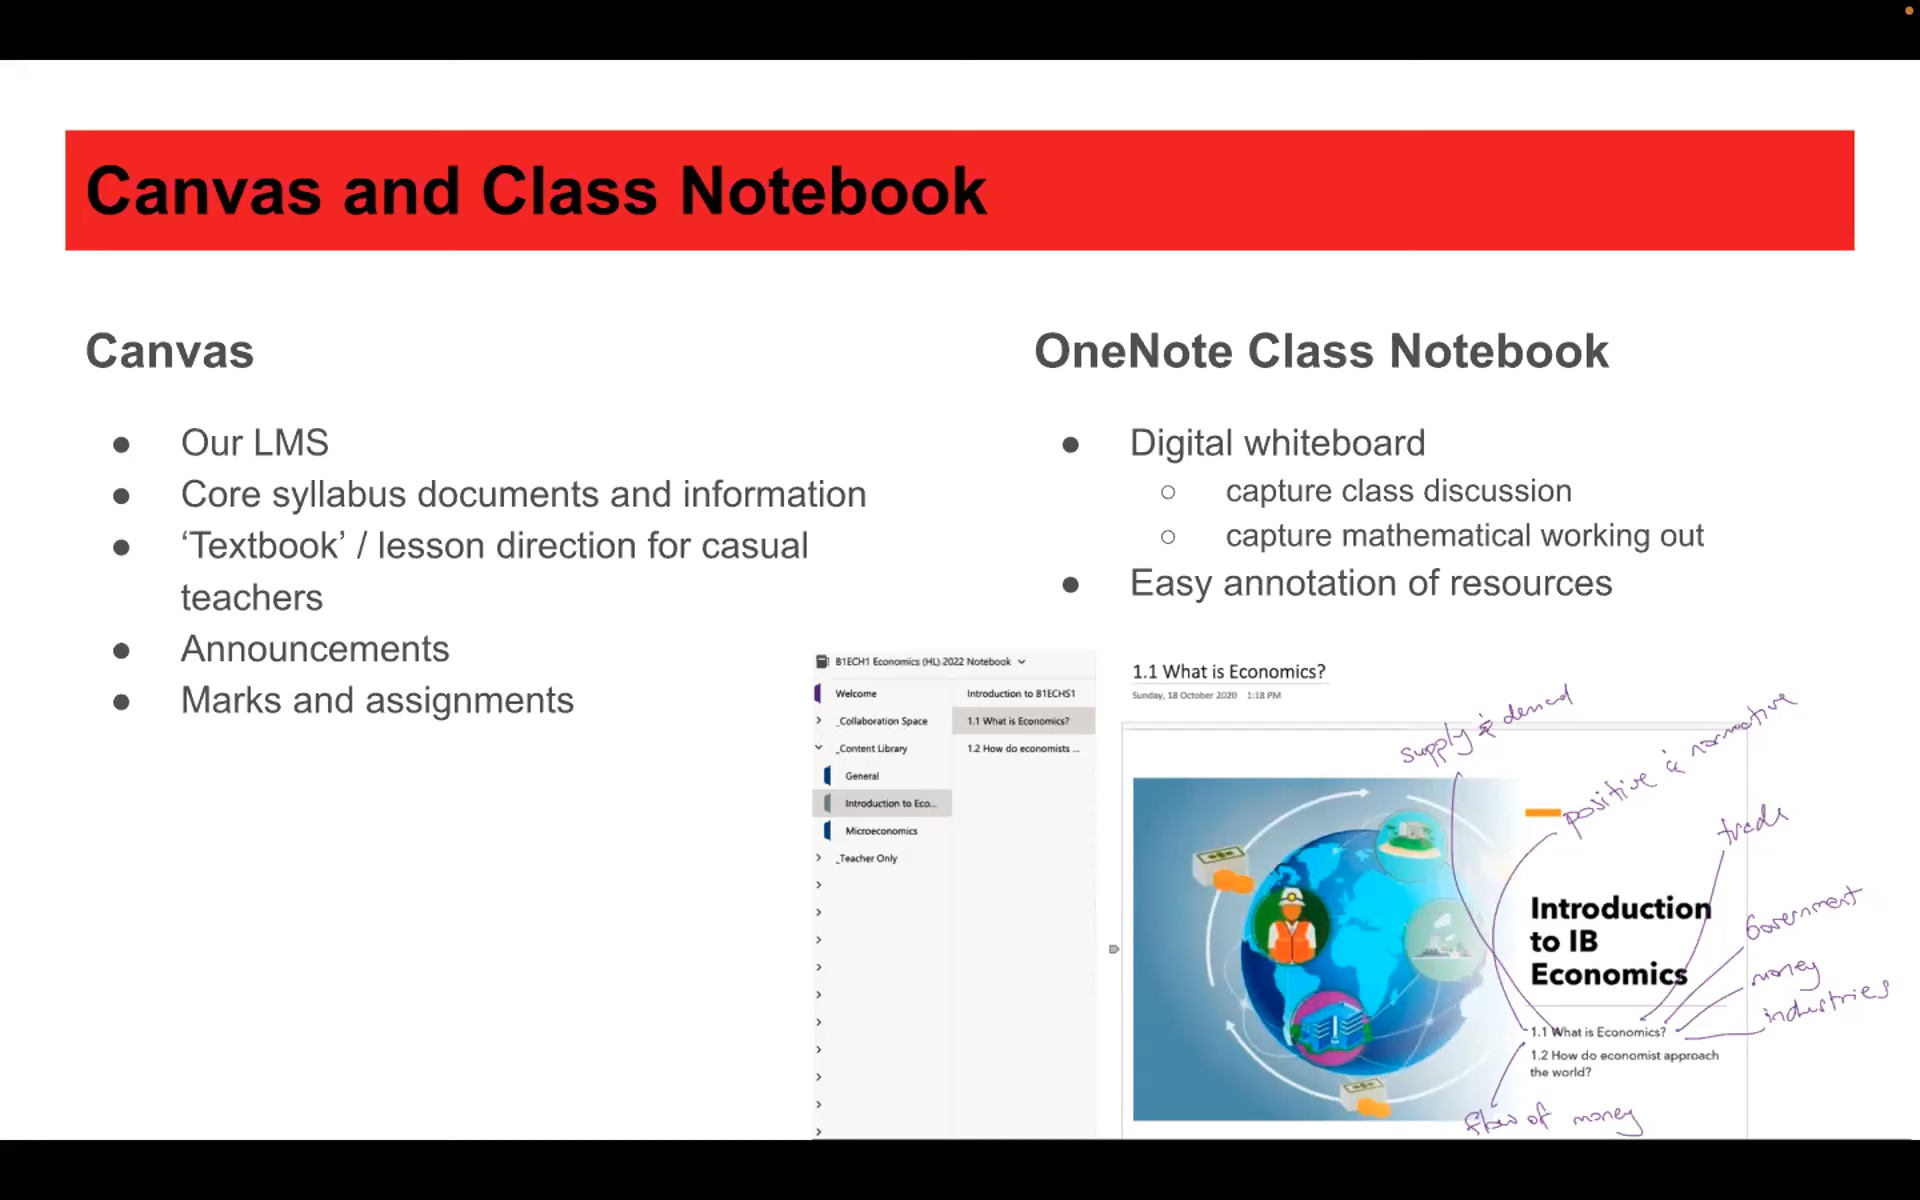 Canvas and Class Notebook
Canvas
● Our LMS
● Core syllabus documents and information
● ‘Textbook’ / lesson direction for casual
teachers
● Announcements
● Marks and assignments
OneNote Class Notebook
● Digital whiteboard
○ capture class discussion
○ capture mathematical working out
● Easy annotation of resources
B1ECH1 Economics (HL) 2022 Notebook
Welcome
_Collaboration Space
_Content Library
General
Introduction to Eco...
Microeconomics
_Teacher Only
Introduction to B1ECHS1
1.1 What is Economics?
1.2 How do economists ...
1.1 What is Economics?
Sunday, 18 October 2020 1:18 PM
supply & demand
positive & normative
trade
Government
money
industries
Introduction
to IB
Economics
1.1 What is Economics?
1.2 How do economist approach
the world?
flow of money